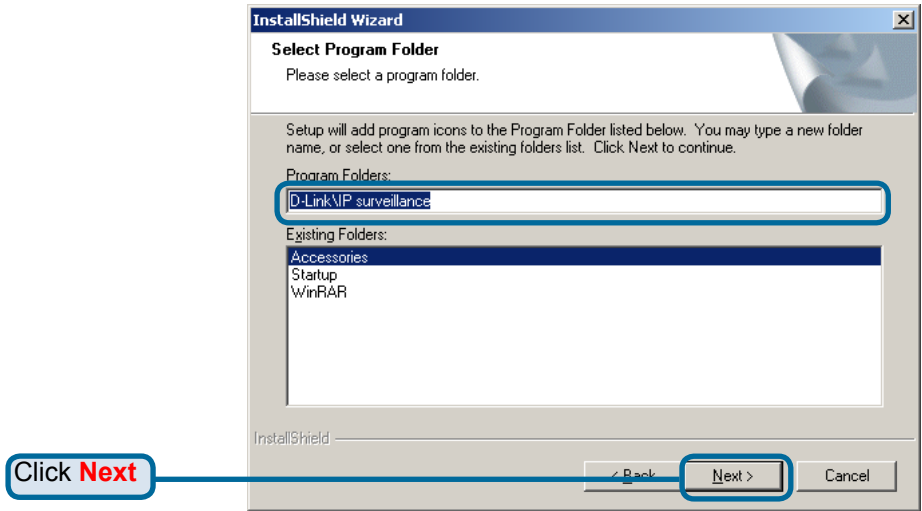 InstallShield Wizard
Select Program Folder
Please select a program folder.
Setup will add program icons to the Program Folder listed below. You may type a new folder
name, or select one from the existing folders list. Click Next to continue.
Program Folders:
D-Link\IP surveillance
Existing Folders:
Accessories
Startup
WinRAR
InstallShield
Click Next
< Back
Next >
Cancel